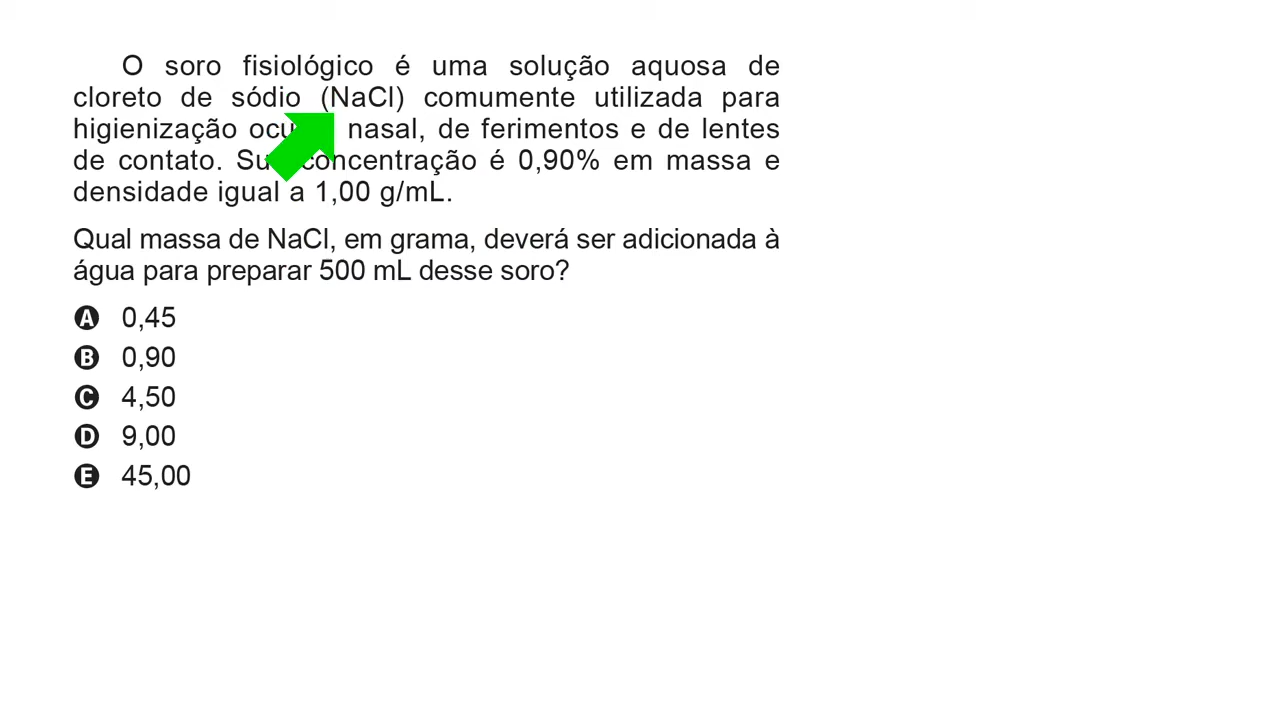 O soro fisiológico é uma solução aquosa de
cloreto de sódio (NaCl) comumente utilizada para
higienização nasal, de ferimentos e de lentes
de contato. concentração é 0,90% em massa e
densidade igual a 1,00 g/mL.
Qual massa de NaCl, em grama, deverá ser adicionada à
água para preparar 500 mL desse soro?
A 0,45
B 0,90
C 4,50
D 9,00
E 45,00